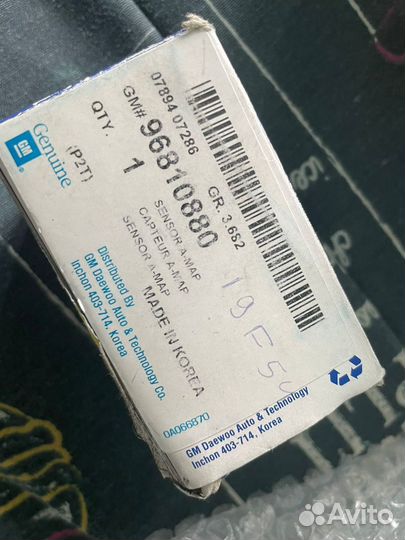 07894 07286
GM# 96810880
GR. 3.682
QTY. 1
GM
Genuine
(P2T)
SENSOR A-MAP
CAPTEUR A-MAP
SENSOR A-MAP
MADE IN KOREA
Distributed By
GM Daewoo Auto & Technology Co.
Inchon 403-714, Korea
0A066870
GM Daewoo Auto & Technology
Inchon 403-714, Korea
Avito